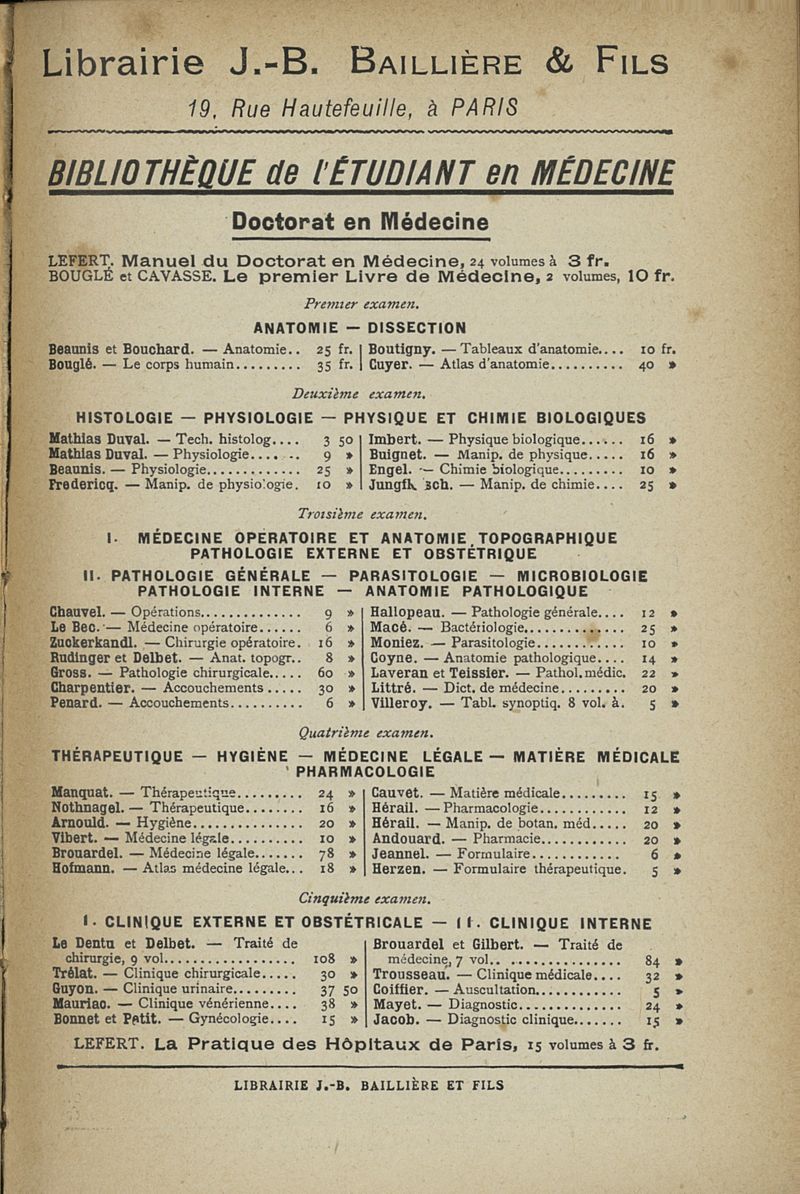 Librairie J.-B. BAILLIÈRE & FILS
19, Rue Hautefeuille, à PARIS
BIBLIOTHÈQUE de l'ÉTUDIANT en MÉDECINE
Doctorat en Médecine
LEFERT. Manuel du Doctorat en Médecine, 24 volumes à 3 fr.
BOUGLÉ et CAVASSE. Le premier Livre de Médecine, 2 volumes, 10 fr.
Premier examen.
ANATOMIE — DISSECTION
Beaunis et Bouchard. — Anatomie.. 25 fr.
Bouglé. — Le corps humain......... 35 fr.
Boutigny. — Tableaux d'anatomie.... 10 fr.
Cuyer. — Atlas d'anatomie.......... 40 »
Deuxième examen.
HISTOLOGIE — PHYSIOLOGIE — PHYSIQUE ET CHIMIE BIOLOGIQUES
Mathias Duval. — Tech. histolog.... 3 50
Mathias Duval. — Physiologie...... 9 »
Beaunis. — Physiologie............. 25 »
Fredericq. — Manip. de physiologie. 10 »
Imbert. — Physique biologique...... 16 »
Buignet. — Manip. de physique..... 16 »
Engel. — Chimie biologique......... 10 »
— Manip. de chimie.... 25 »
Troisième examen.
I. MÉDECINE OPÉRATOIRE ET ANATOMIE TOPOGRAPHIQUE
PATHOLOGIE EXTERNE ET OBSTÉTRIQUE
II. PATHOLOGIE GÉNÉRALE — PARASITOLOGIE — MICROBIOLOGIE
PATHOLOGIE INTERNE — ANATOMIE PATHOLOGIQUE
Chauvel. — Opérations.............. 9 »
Le Bec. — Médecine opératoire...... 6 »
Zuckerkandl. — Chirurgie opératoire. 16 »
Rudinger et Delbet. — Anat. topogr.. 8 »
Gross. — Pathologie chirurgicale..... 60 »
Charpentier. — Accouchements ..... 30 »
Penard. — Accouchements.......... 6 »
Hallopeau. — Pathologie générale.... 12 »
Macé. — Bactériologie.............. 25 »
Moniez. — Parasitologie............ 10 »
Coyne. — Anatomie pathologique.... 14 »
Laveran et Teissier. — Pathol. médic. 22 »
Littré. — Dict. de médecine......... 20 »
Villeroy. — Tabl. synoptiq. 8 vol. à. 5 »
Quatrième examen.
THÉRAPEUTIQUE — HYGIÈNE — MÉDECINE LÉGALE — MATIÈRE MÉDICALE
PHARMACOLOGIE
Manquat. — Thérapeutique......... 24 »
Nothnagel. — Thérapeutique........ 16 »
Arnould. — Hygiène............... 20 »
Vibert. — Médecine légale.......... 10 »
Brouardel. — Médecine légale....... 78 »
Hofmann. — Atlas médecine légale... 18 »
Cauvet. — Matière médicale......... 15 »
Hérail. — Pharmacologie............ 12 »
Hérail. — Manip. de botan. méd..... 20 »
Andouard. — Pharmacie............ 20 »
Jeannel. — Formulaire............ 6 »
Herzen. — Formulaire thérapeutique. 5 »
Cinquième examen.
I. CLINIQUE EXTERNE ET OBSTÉTRICALE — II. CLINIQUE INTERNE
Le Dentu et Delbet. — Traité de
chirurgie, 9 vol................. 108 »
Trélat. — Clinique chirurgicale..... 30 »
Guyon. — Clinique urinaire......... 37 50
Mauriac. — Clinique vénérienne.... 38 »
Bonnet et Petit. — Gynécologie.... 15 »
Brouardel et Gilbert. — Traité de
médecine, 7 vol................. 84 »
Trousseau. — Clinique médicale.... 32 »
Coiffier. — Auscultation............ 5 »
Mayet. — Diagnostic.............. 24 »
Jacob. — Diagnostic clinique....... 15 »
LEFERT. La Pratique des Hôpitaux de Paris, 15 volumes à 3 fr.
LIBRAIRIE J.-B. BAILLIÈRE ET FILS